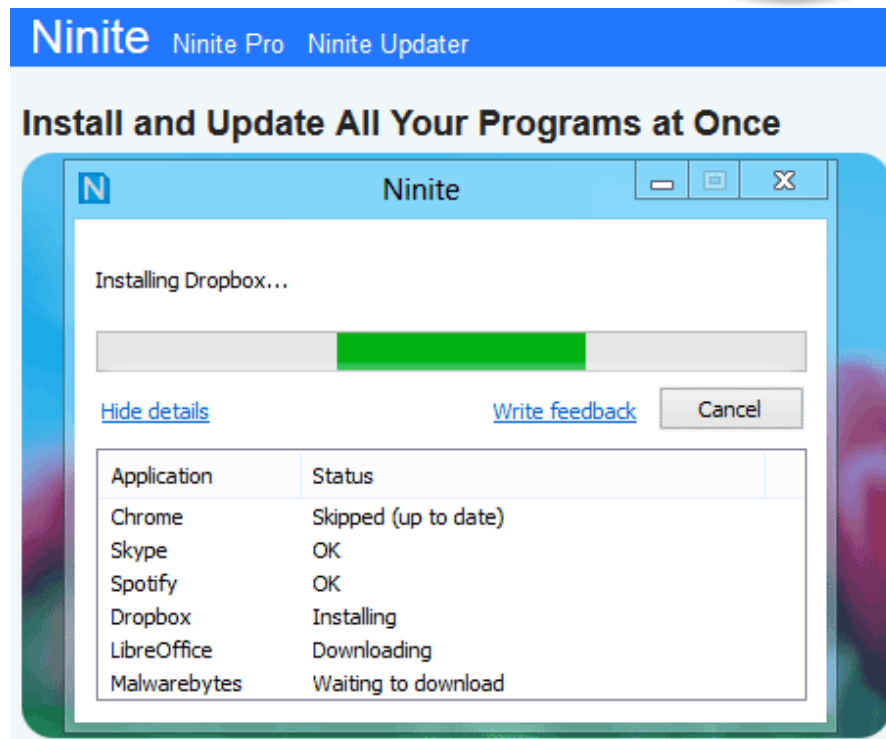 Ninite Ninite Pro Ninite Updater
Install and Update All Your Programs at Once
N Ninite
Installing Dropbox...
Hide details Write feedback Cancel
Application Status
Chrome Skipped (up to date)
Skype OK
Spotify OK
Dropbox Installing
LibreOffice Downloading
Malwarebytes Waiting to download